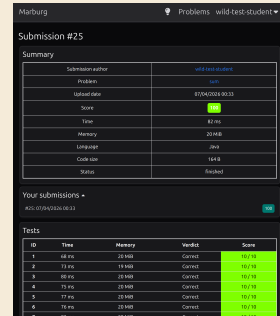 Marburg Problems wild-test-student
Submission #25
Summary
Submission author wild-test-student
Problem sum
Upload date 07/04/2026 00:33
Score 100
Time 82 ms
Memory 20 MiB
Language Java
Code size 164 B
Status finished
Your submissions
#25: 07/04/2026 00:33 100
Tests
ID Time Memory Verdict Score
1 68 ms 20 MiB Correct 10 / 10
2 73 ms 19 MiB Correct 10 / 10
3 80 ms 20 MiB Correct 10 / 10
4 75 ms 20 MiB Correct 10 / 10
5 77 ms 20 MiB Correct 10 / 10
6 76 ms 20 MiB Correct 10 / 10